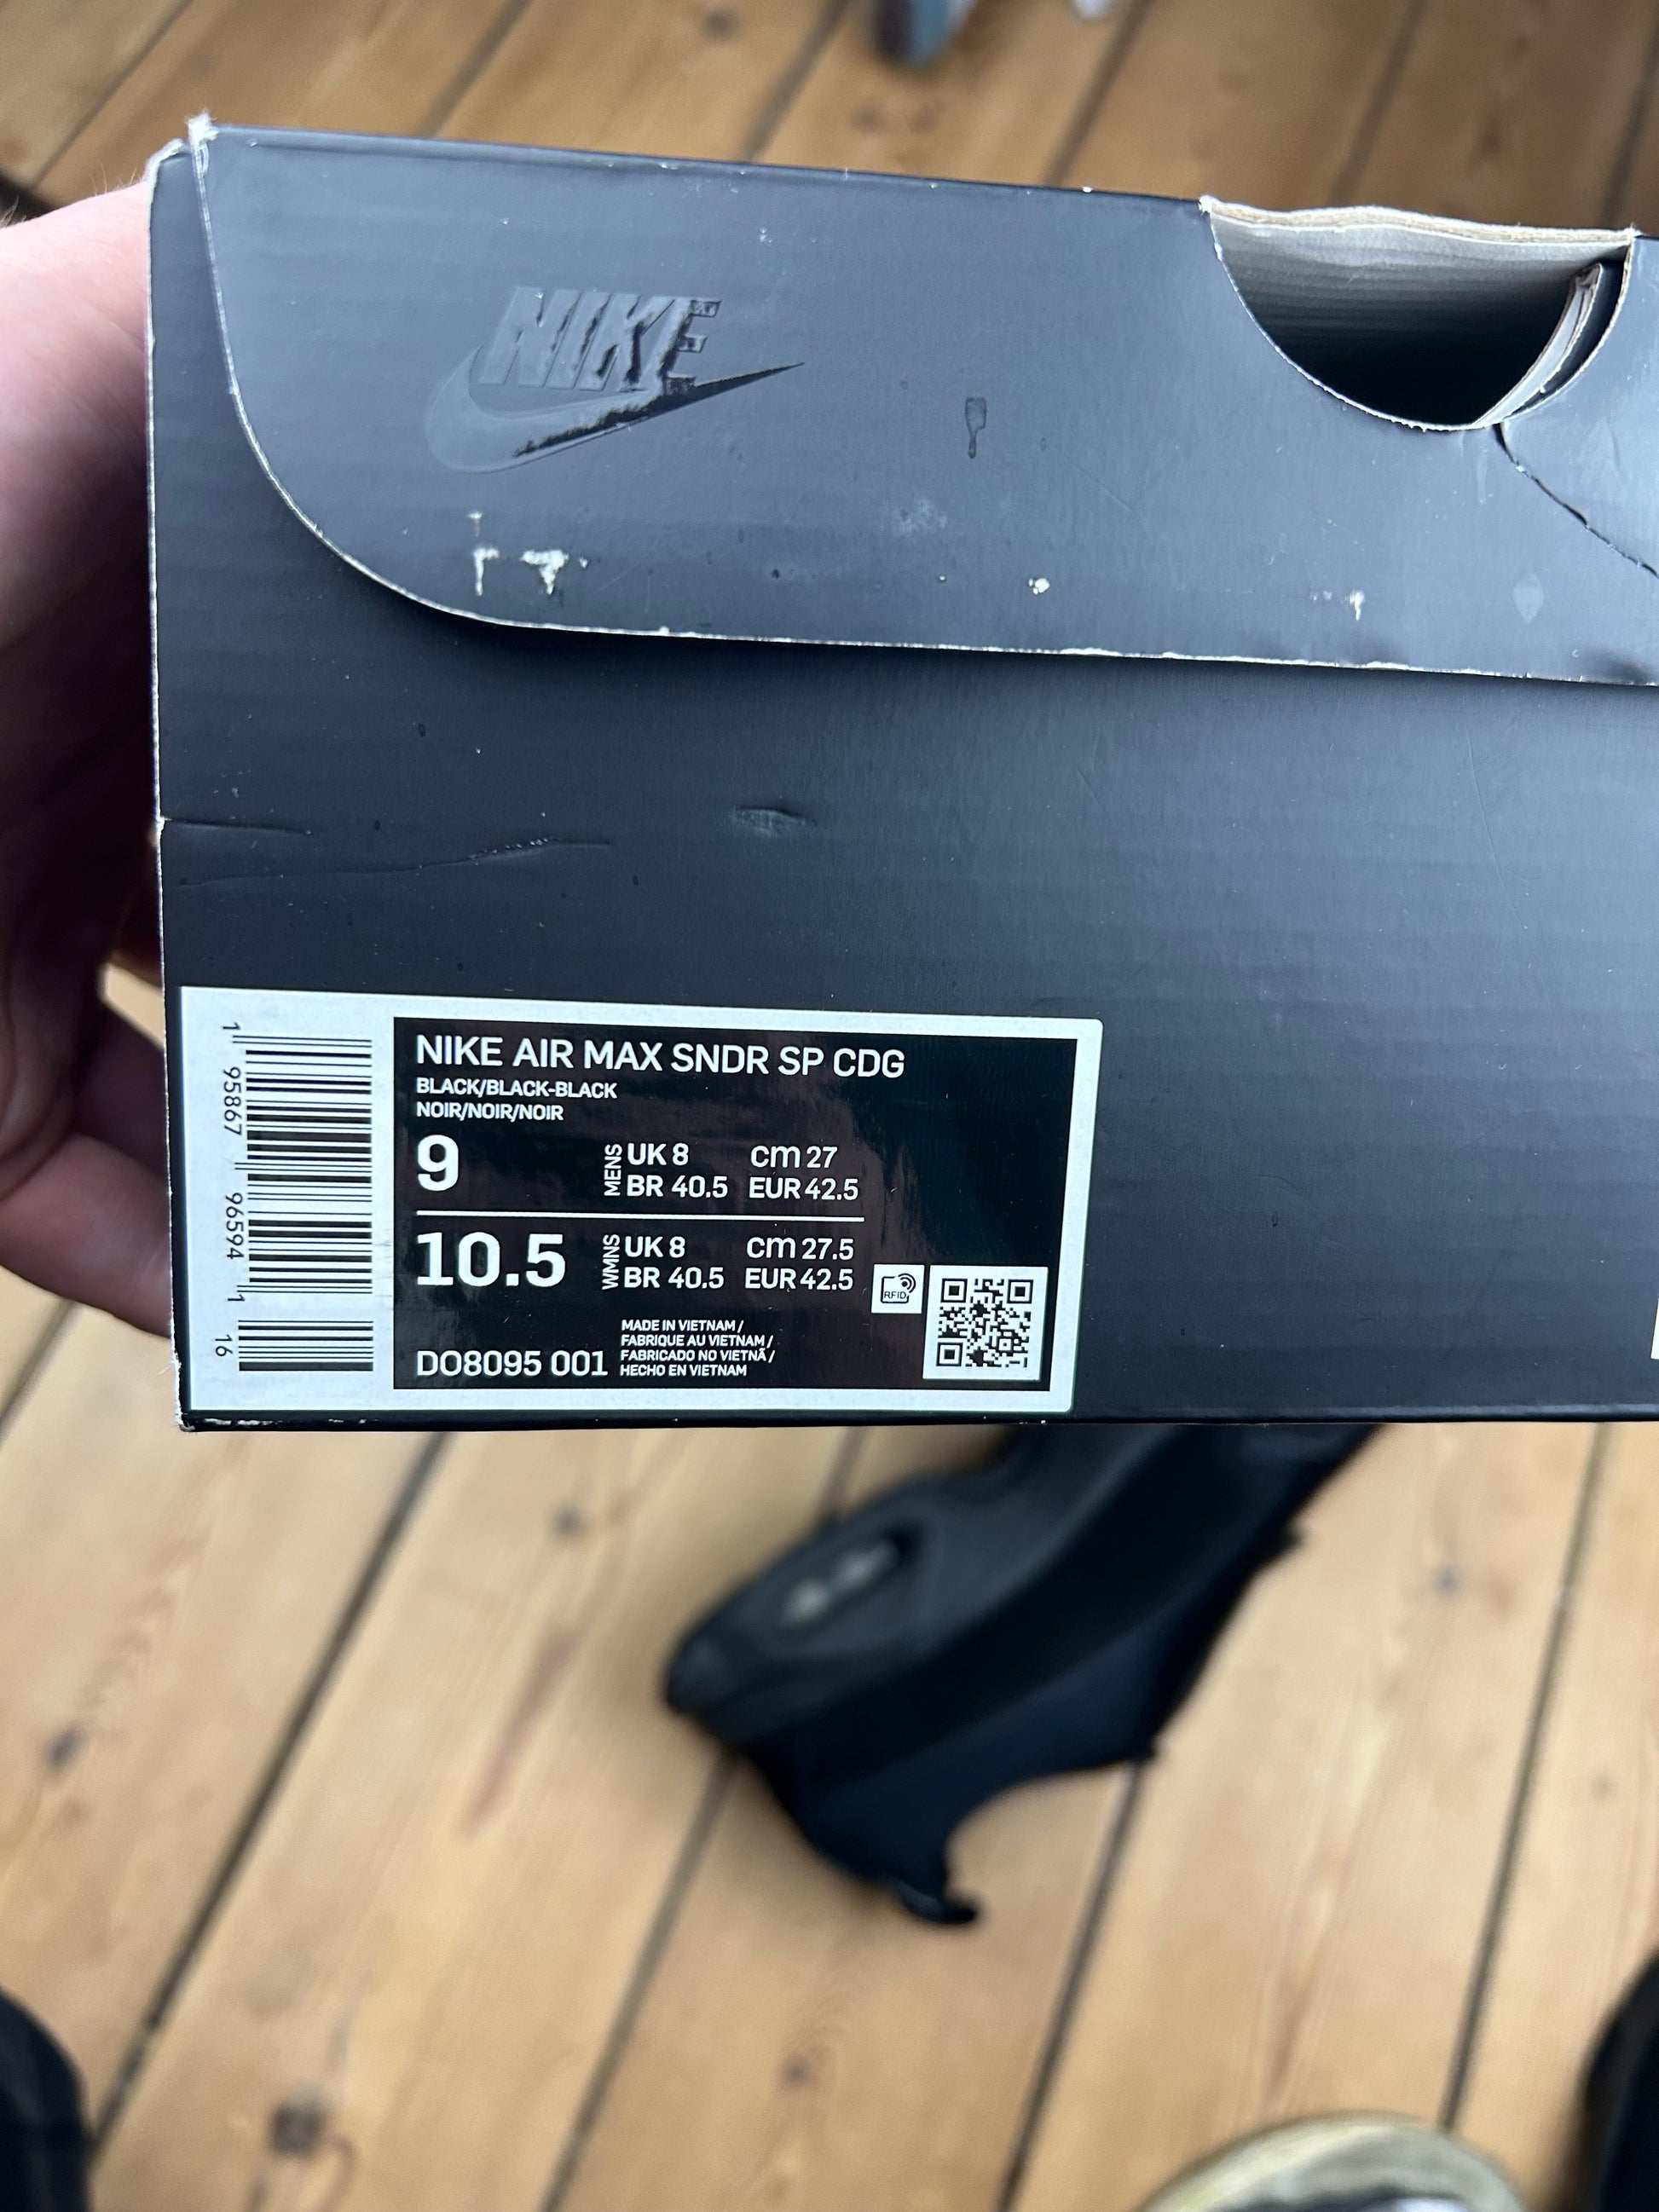 NIKE
NIKE AIR MAX SNDR SP CDG
BLACK/BLACK-BLACK
NOIR/NOIR/NOIR
9 MENS UK 8 cm 27
BR 40.5 EUR 42.5
10.5 WMNS UK 8 cm 27.5
BR 40.5 EUR 42.5
RFID
MADE IN VIETNAM /
FABRIQUE AU VIETNAM /
FABRICADO NO VIETNÃ /
HECHO EN VIETNAM
DO8095 001
1 95867 96594 1
16